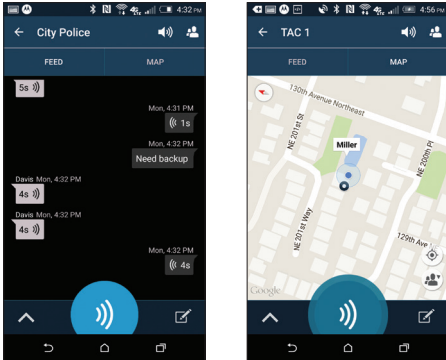 4:32 PM
City Police
FEED
MAP
5s
Mon, 4:31 PM
1s
Mon, 4:32 PM
Need backup
Davis Mon, 4:32 PM
4s
Davis Mon, 4:32 PM
4s
Mon, 4:32 PM
4s
4:56 PM
TAC 1
FEED
MAP
130th Avenue Northeast
NE 201st St
Miller
NE 200th Pl
NE 201st Way
129th Ave
Google